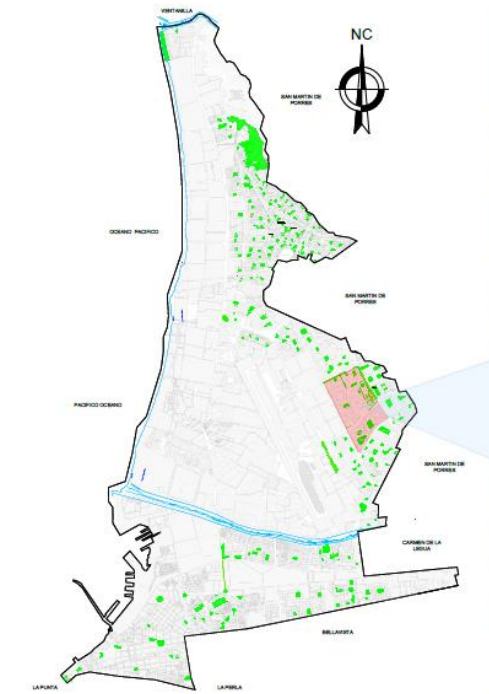 VENTANILLA
NC
SAN MARTIN DE
PORRES
OCEANO PACIFICO
SAN MARTIN DE
PORRES
PACIFICO OCEANO
SAN MARTIN DE
PORRES
CARMEN DE LA
LEGUA
BELLAVISTA
LA PUNTA
LA PERLA